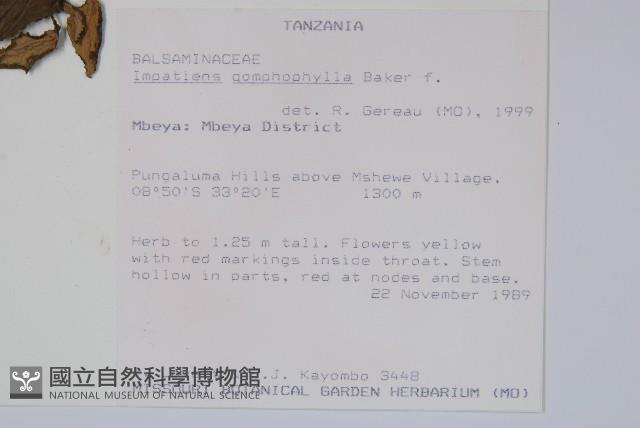 TANZANIA
BALSAMINACEAE
Impatiens gomphophylla Baker f.
det. R. Gereau (MO), 1999
Mbeya: Mbeya District
Pungaluma Hills above Mshewe Village.
08°50'S 33°20'E 1300 m
Herb to 1.25 m tall. Flowers yellow
with red markings inside throat. Stem
hollow in parts, red at nodes and base.
22 November 1989
.J. Kayombo 3448
MISSOURI BOTANICAL GARDEN HERBARIUM (MO)
國立自然科學博物館
NATIONAL MUSEUM OF NATURAL SCIENCE